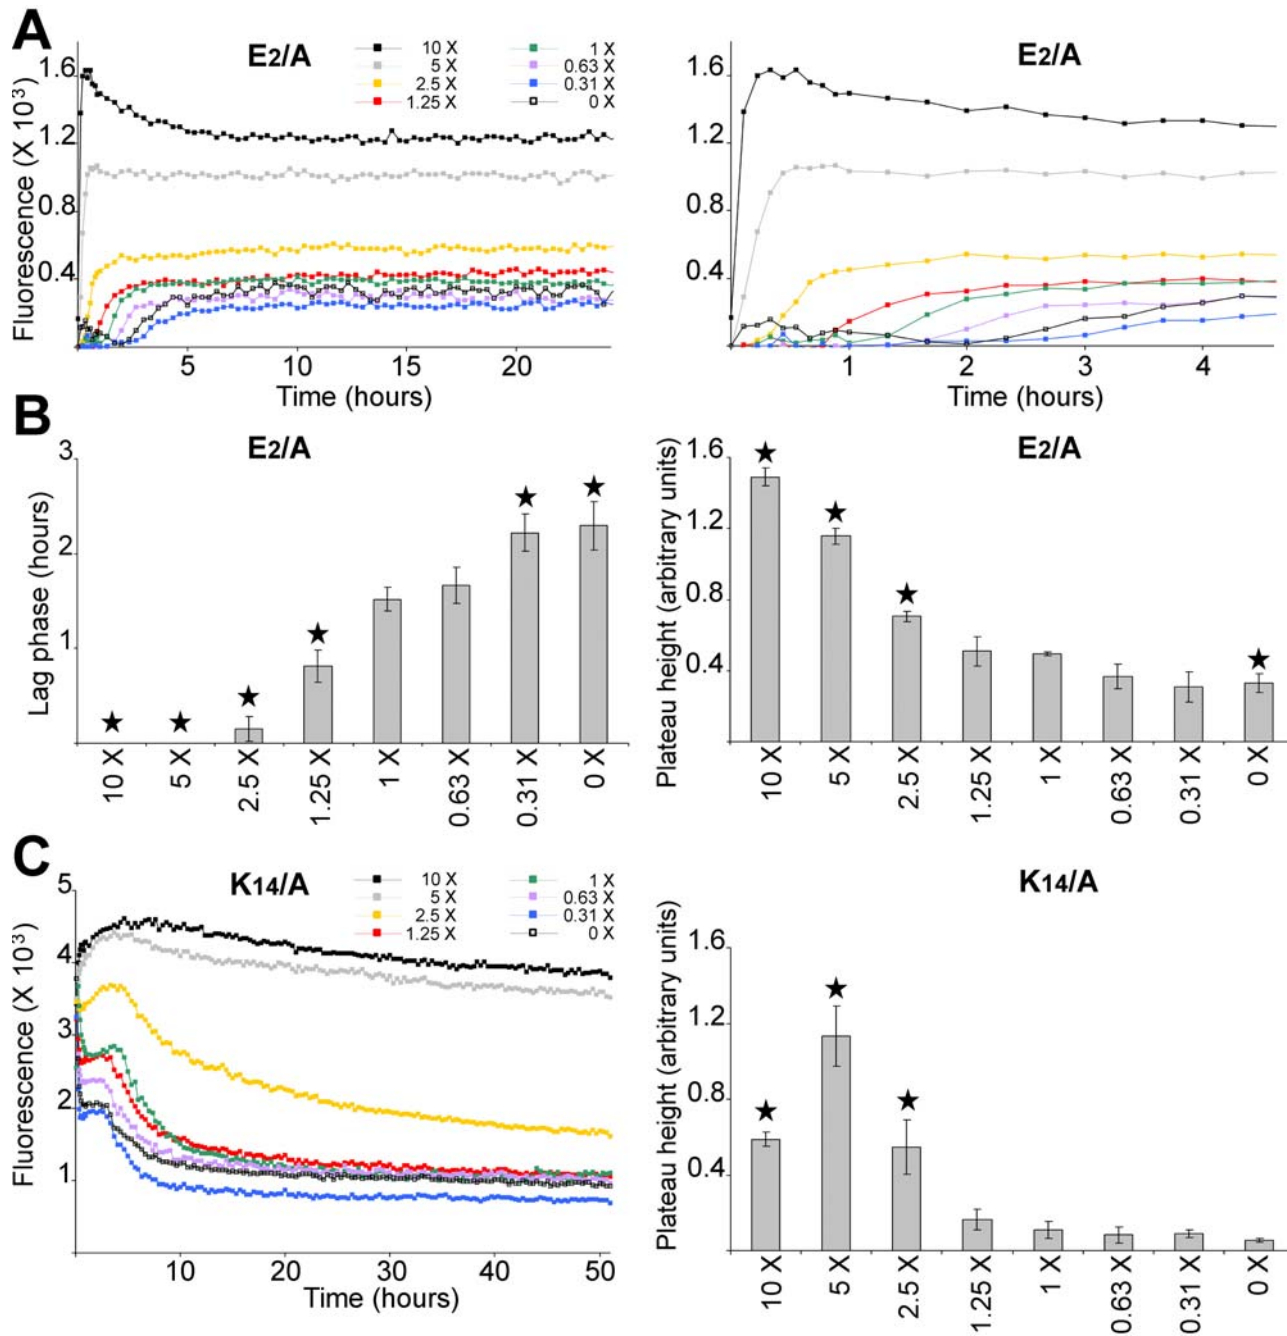 A
E2/A
10 X
5 X
2.5 X
1.25 X
1 X
0.63 X
0.31 X
0 X
Fluorescence (X 10³)
1.6
1.2
0.8
0.4
5
10
15
20
Time (hours)
E2/A
1.6
1.2
0.8
0.4
1
2
3
4
Time (hours)
B
E2/A
Lag phase (hours)
3
2
1
10 X
5 X
2.5 X
1.25 X
1 X
0.63 X
0.31 X
0 X
E2/A
Plateau height (arbitrary units)
1.6
1.2
0.8
0.4
10 X
5 X
2.5 X
1.25 X
1 X
0.63 X
0.31 X
0 X
C
K14/A
10 X
5 X
2.5 X
1.25 X
1 X
0.63 X
0.31 X
0 X
Fluorescence (X 10³)
5
4
3
2
1
10
20
30
40
50
Time (hours)
K14/A
Plateau height (arbitrary units)
1.6
1.2
0.8
0.4
10 X
5 X
2.5 X
1.25 X
1 X
0.63 X
0.31 X
0 X